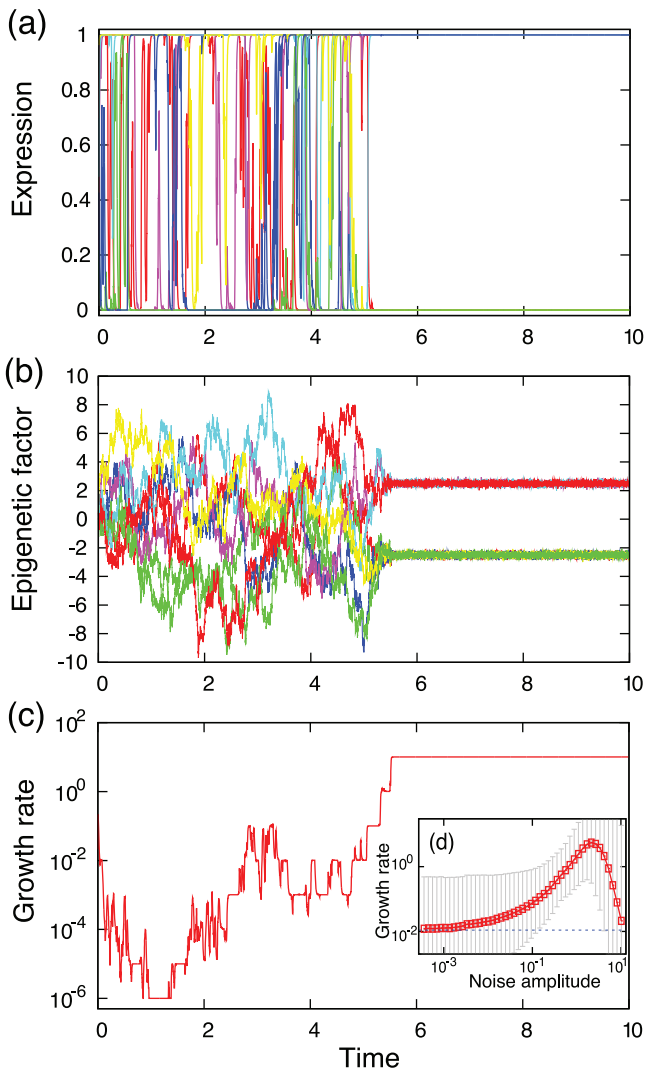 (a)
Expression
1
0.8
0.6
0.4
0.2
0
0 2 4 6 8 10
(b)
Epigenetic factor
10
8
6
4
2
0
-2
-4
-6
-8
-10
0 2 4 6 8 10
(c)
Growth rate
10^2
10^0
10^-2
10^-4
10^-6
0 2 4 6 8 10
Time
(d)
Growth rate
10^0
10^-2
10^-3 10^-1 10^1
Noise amplitude